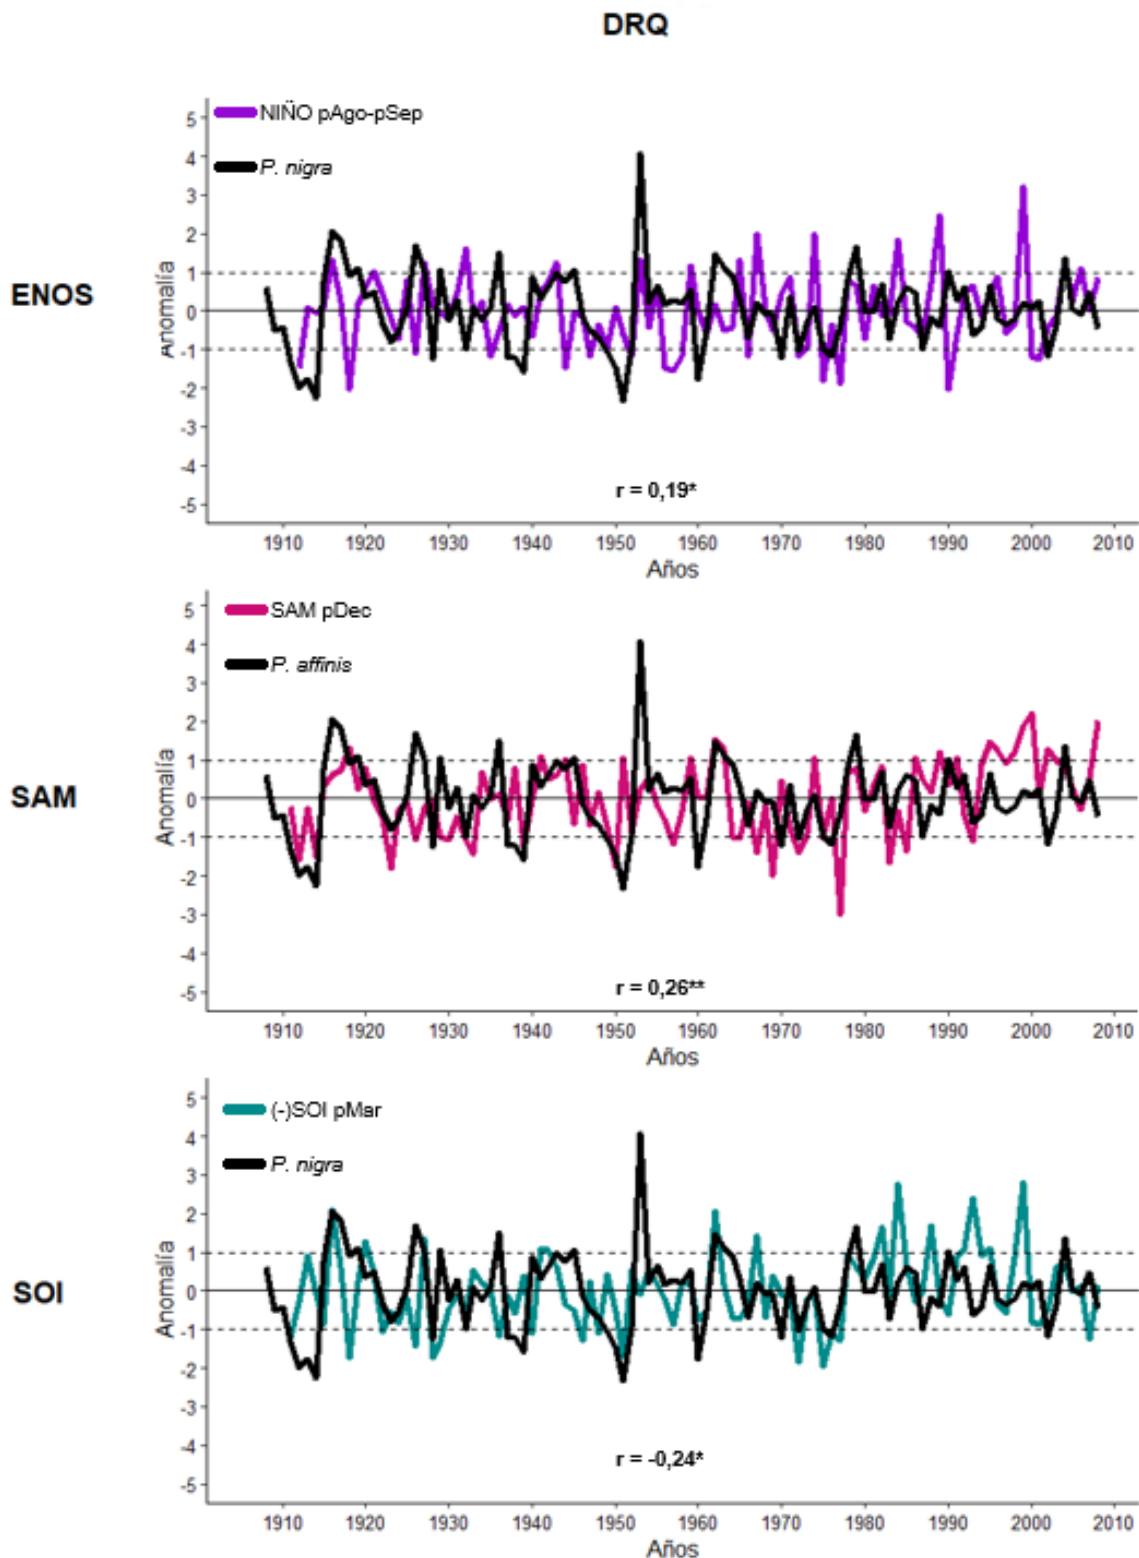 DRQ
ENOS
NIÑO pAgo-pSep
P. nigra
Anomalía
5
4
3
2
1
0
-1
-2
-3
-4
-5
r = 0,19*
1910 1920 1930 1940 1950 1960 1970 1980 1990 2000 2010
Años
SAM
SAM pDec
P. affinis
Anomalía
5
4
3
2
1
0
-1
-2
-3
-4
-5
r = 0,26**
1910 1920 1930 1940 1950 1960 1970 1980 1990 2000 2010
Años
SOI
(-)SOI pMar
P. nigra
Anomalía
5
4
3
2
1
0
-1
-2
-3
-4
-5
r = -0,24*
1910 1920 1930 1940 1950 1960 1970 1980 1990 2000 2010
Años